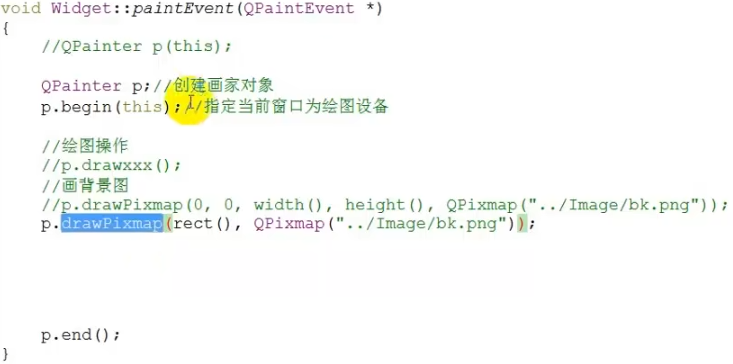 void Widget::paintEvent(QPaintEvent *)
{
//QPainter p(this);
QPainter p;//创建画家对象
p.begin(this);//指定当前窗口为绘图设备
//绘图操作
//p.drawxxx();
//画背景图
//p.drawPixmap(0, 0, width(), height(), QPixmap("../Image/bk.png"));
p.drawPixmap(rect(), QPixmap("../Image/bk.png"));
p.end();
}